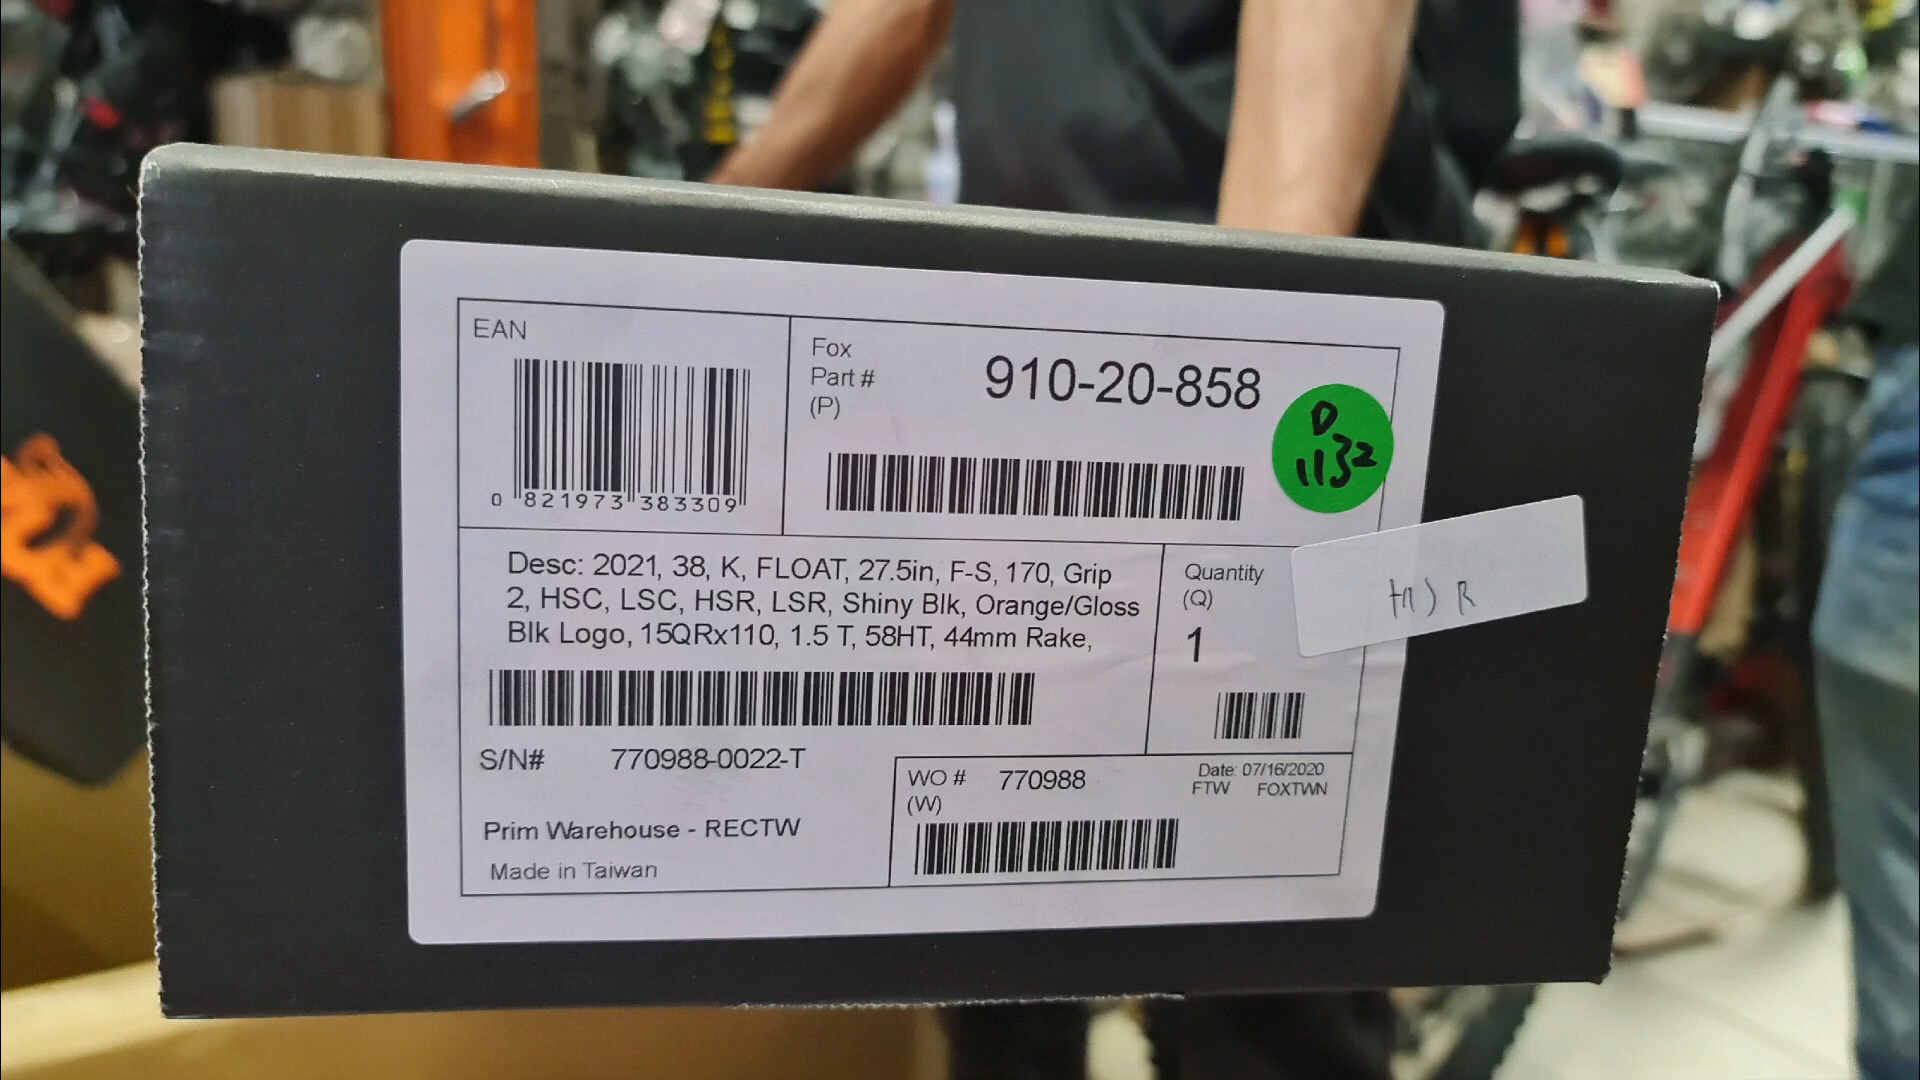 EAN
0 821973 383309
Fox
Part #
(P)
910-20-858
D
1132
Desc: 2021, 38, K, FLOAT, 27.5in, F-S, 170, Grip
2, HSC, LSC, HSR, LSR, Shiny Blk, Orange/Gloss
Blk Logo, 15QRx110, 1.5 T, 58HT, 44mm Rake,
Quantity
(Q)
1
S/N# 770988-0022-T
Prim Warehouse - RECTW
Made in Taiwan
WO # 770988
(W)
Date: 07/16/2020
FTW FOXTWN